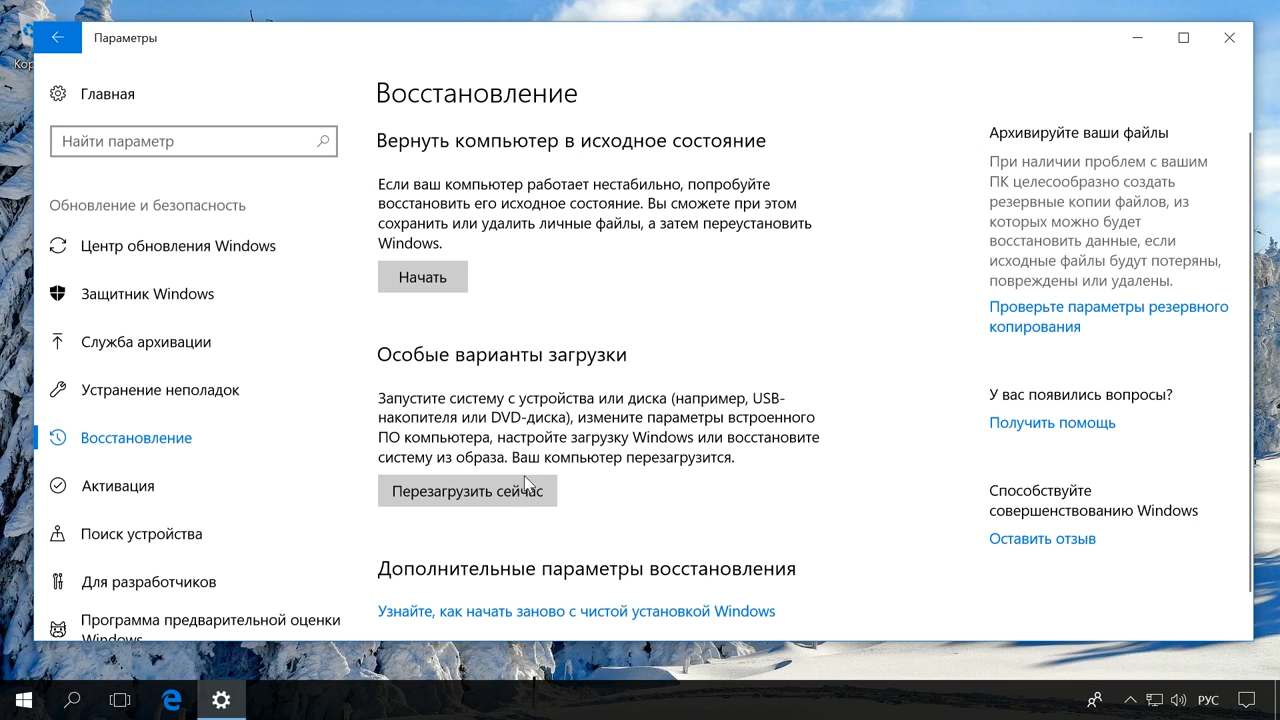 Параметры
Главная
Найти параметр
Обновление и безопасность
Центр обновления Windows
Защитник Windows
Служба архивации
Устранение неполадок
Восстановление
Активация
Поиск устройства
Для разработчиков
Программа предварительной оценки
Windows
Восстановление
Вернуть компьютер в исходное состояние
Если ваш компьютер работает нестабильно, попробуйте
восстановить его исходное состояние. Вы сможете при этом
сохранить или удалить личные файлы, а затем переустановить
Windows.
Начать
Особые варианты загрузки
Запустите систему с устройства или диска (например, USB-
накопителя или DVD-диска), измените параметры встроенного
ПО компьютера, настройте загрузку Windows или восстановите
систему из образа. Ваш компьютер перезагрузится.
Перезагрузить сейчас
Дополнительные параметры восстановления
Узнайте, как начать заново с чистой установкой Windows
Архивируйте ваши файлы
При наличии проблем с вашим
ПК целесообразно создать
резервные копии файлов, из
которых можно будет
восстановить данные, если
исходные файлы будут потеряны,
повреждены или удалены.
Проверьте параметры резервного
копирования
У вас появились вопросы?
Получить помощь
Способствуйте
совершенствованию Windows
Оставить отзыв
РУС